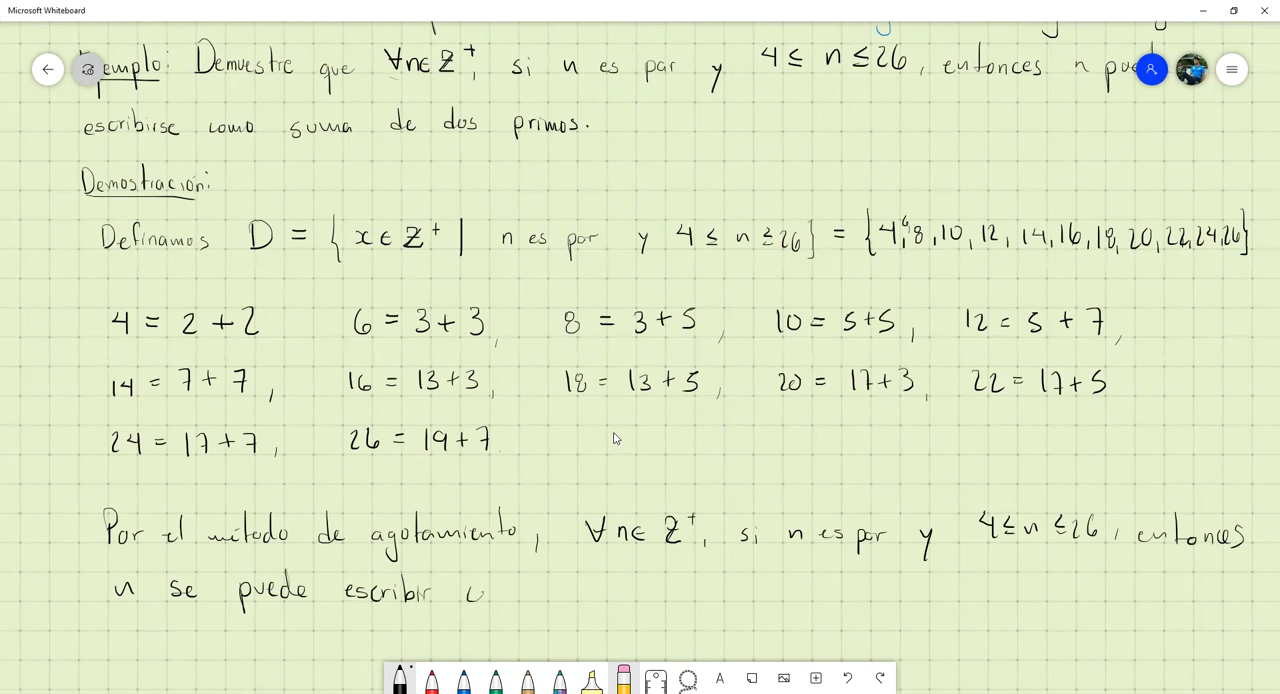 Microsoft Whiteboard
Ejemplo: Demuestre que ∀n∈ℤ⁺, si n es par y 4 ≤ n ≤ 26, entonces n
escribirse como suma de dos primos.
Demostración:
Definamos D = { x ∈ ℤ⁺ | n es par y 4 ≤ n ≤ 26} = {4, 6, 8, 10, 12, 14, 16, 18, 20, 22, 24, 26}
4 = 2 + 2 6 = 3 + 3, 8 = 3 + 5, 10 = 5+5, 12 = 5 + 7,
14 = 7 + 7, 16 = 13+3, 18 = 13 + 5, 20 = 17+3, 22 = 17+5
24 = 17+7, 26 = 19+7.
Por el método de agotamiento, ∀n∈ ℤ⁺, si n es par y 4 ≤ n ≤ 26, entonces
n se puede escribir c